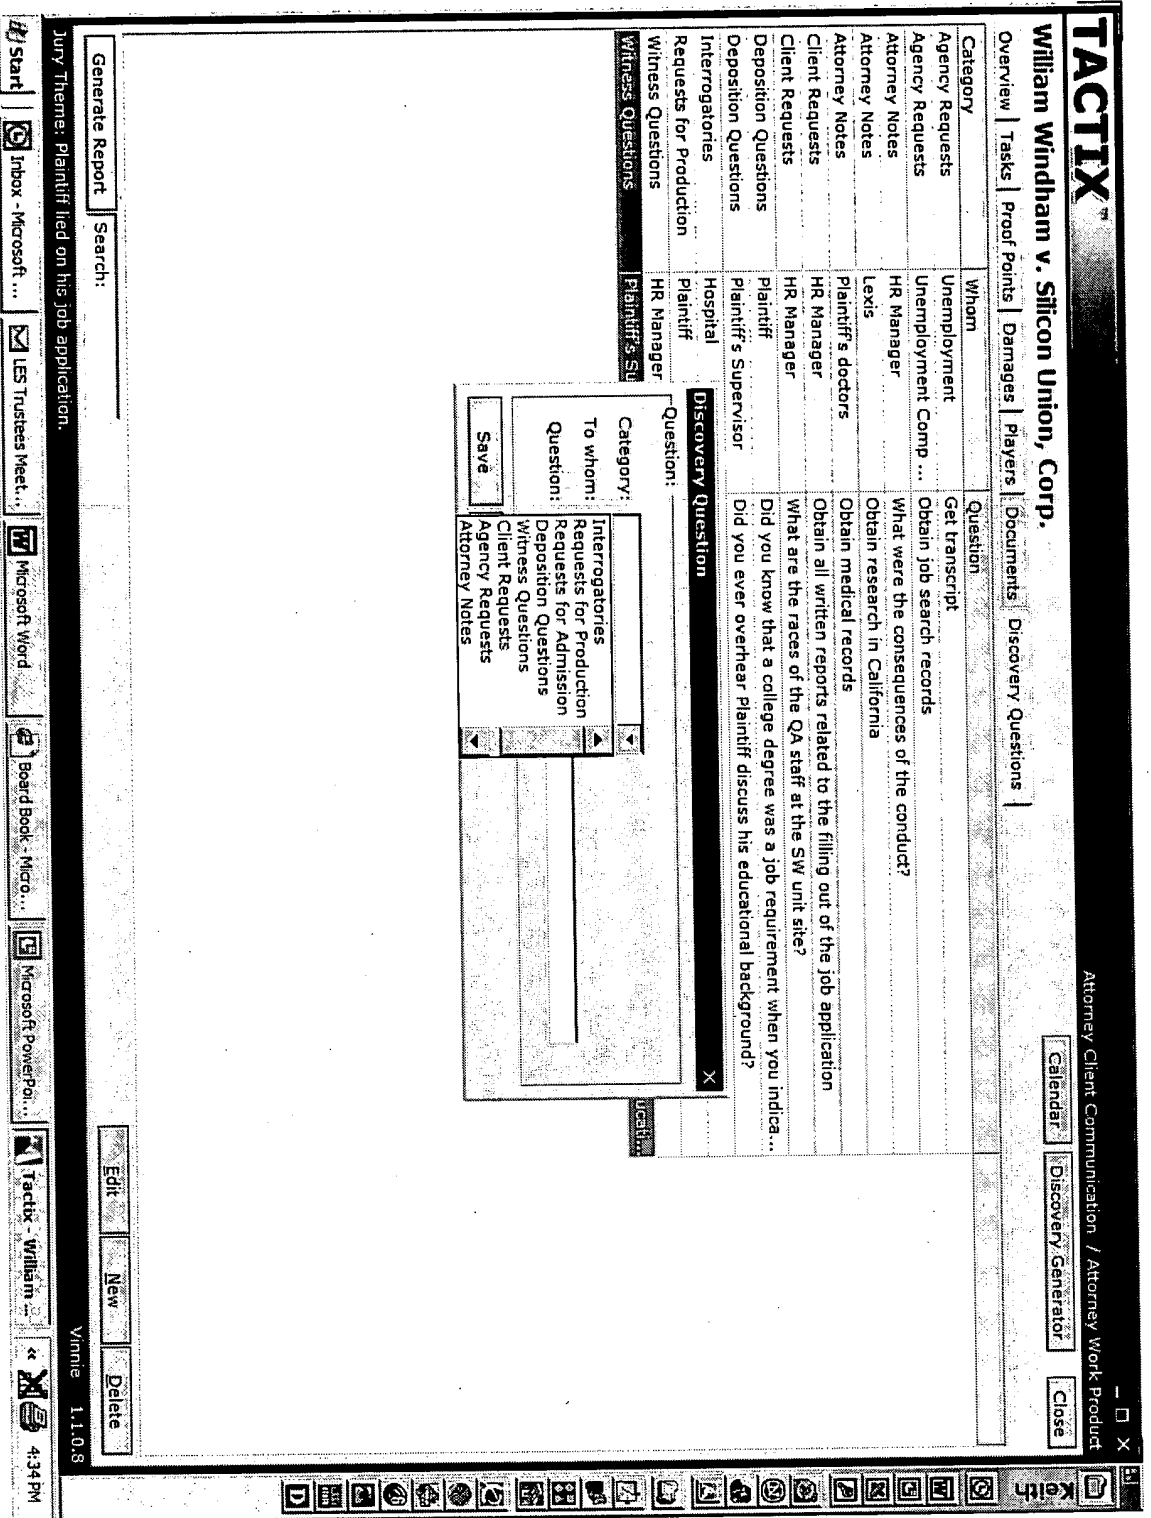 TACTIX
Attorney Client Communication / Attorney Work Product
William Windham v. Silicon Union, Corp.
Calendar Discovery Generator Close
Overview Tasks Proof Points Damages Players Documents Discovery Questions
Category Whom Question
Agency Requests Unemployment Get transcript
Agency Requests Unemployment Comp ... Obtain job search records
Attorney Notes HR Manager What were the consequences of the conduct?
Attorney Notes Lexis Obtain research in California
Attorney Notes Plaintiff's doctors Obtain medical records
Client Requests HR Manager Obtain all written reports related to the filling out of the job application
Client Requests HR Manager What are the races of the QA staff at the SW unit site?
Deposition Questions Plaintiff Did you know that a college degree was a job requirement when you indica...
Deposition Questions Plaintiff's Supervisor Did you ever overhear Plaintiff discuss his educational background?
Interrogatories Hospital
Requests for Production Plaintiff
Witness Questions HR Manager
Witness Questions Plaintiff's Su ucati...
Discovery Question X
Question:
Category:
To whom:
Question:
Interrogatories
Requests for Production
Requests for Admission
Deposition Questions
Witness Questions
Client Requests
Agency Requests
Attorney Notes
Save
Generate Report Search:
Edit New Delete
Jury Theme: Plaintiff lied on his job application.
Vinnie 1.1.0.8
Start Inbox - Microsoft ... LES Trustees Meet... Microsoft Word Board Book - Micro... Microsoft PowerPoi... Tactix - William ... « 4:34 PM
Keith